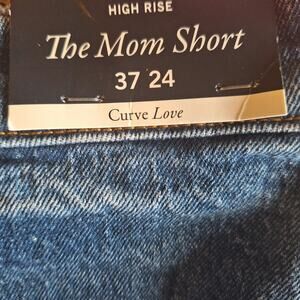 HIGH RISE
The Mom Short
37 24
Curve Love